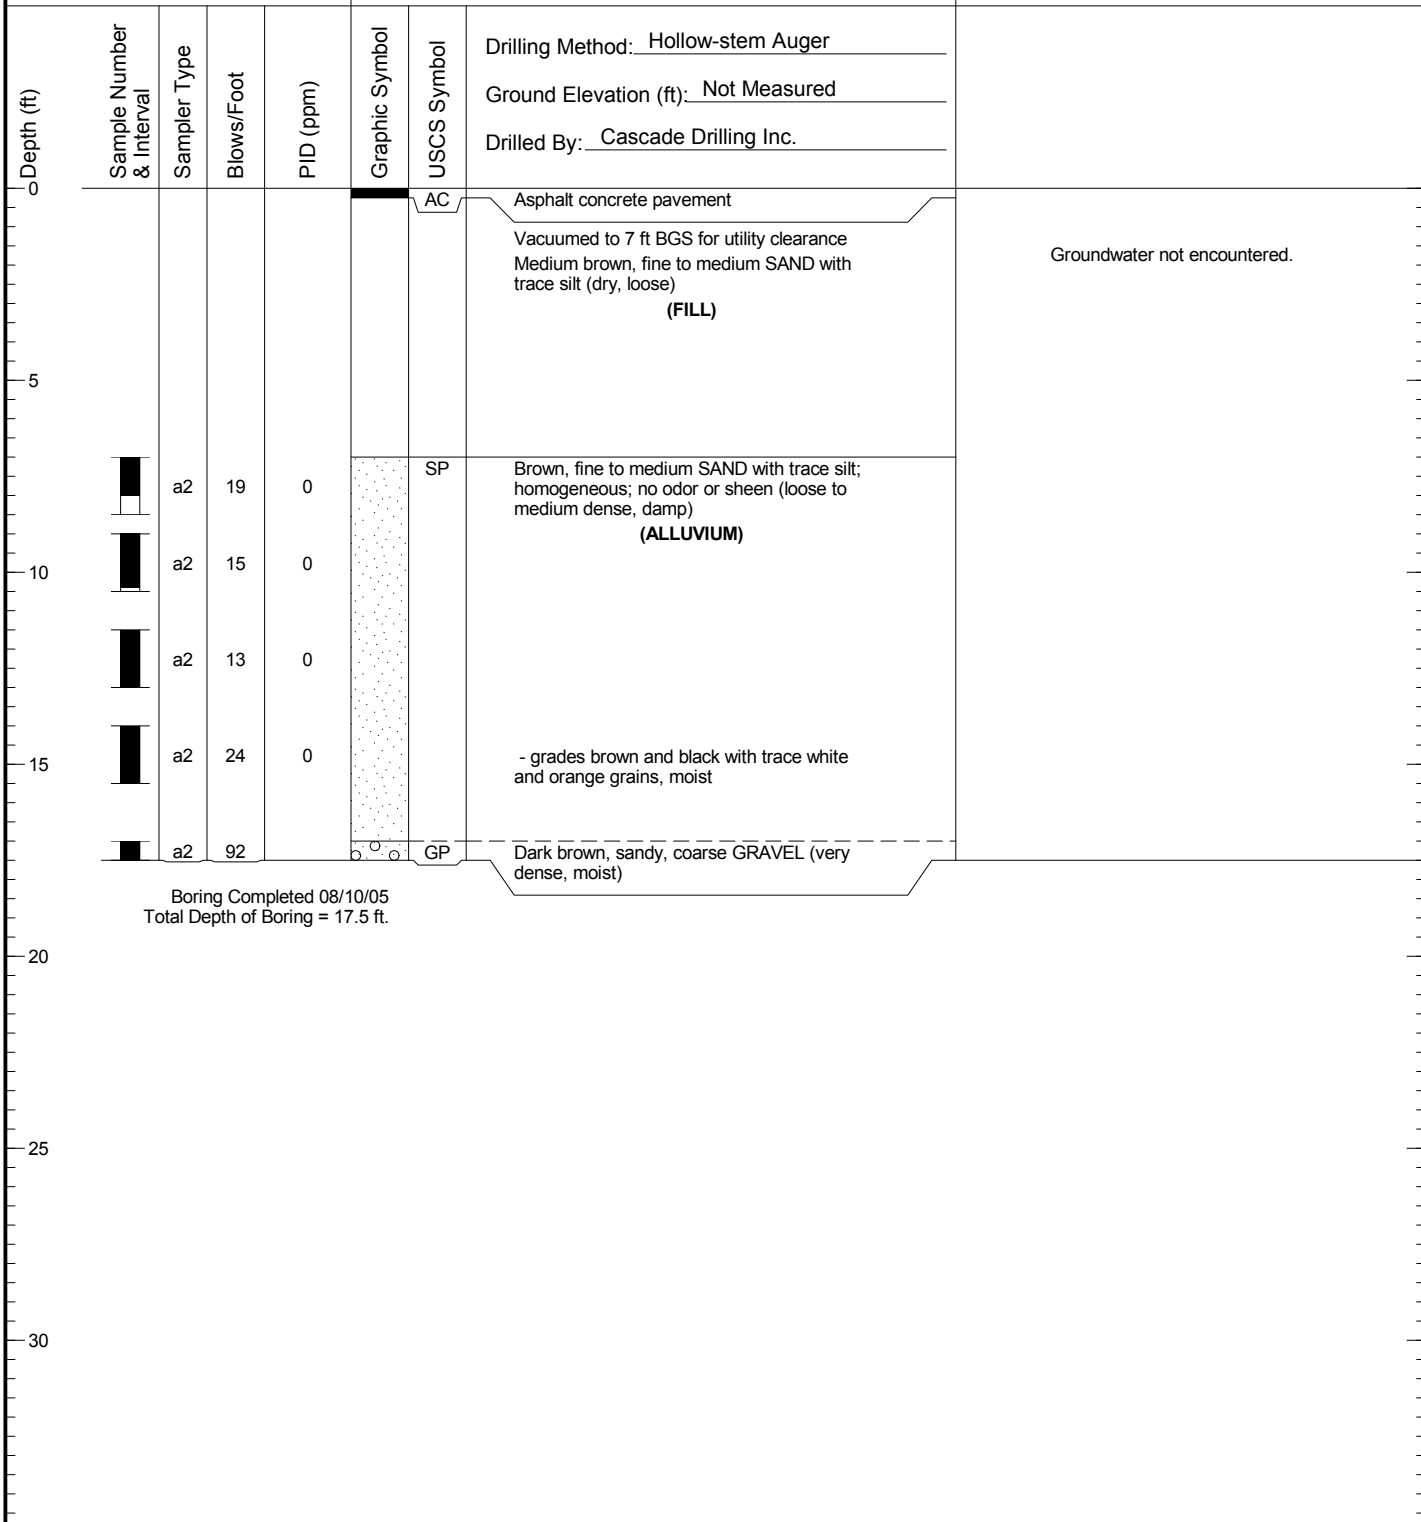 Depth (ft)
Sample Number
& Interval
Sampler Type
Blows/Foot
PID (ppm)
Graphic Symbol
USCS Symbol
Drilling Method: Hollow-stem Auger
Ground Elevation (ft): Not Measured
Drilled By: Cascade Drilling Inc.
0
AC Asphalt concrete pavement
Vacuumed to 7 ft BGS for utility clearance
Medium brown, fine to medium SAND with
trace silt (dry, loose)
(FILL)
Groundwater not encountered.
5
SP Brown, fine to medium SAND with trace silt;
a2 19 0 homogeneous; no odor or sheen (loose to
medium dense, damp)
(ALLUVIUM)
a2 15 0
10
a2 13 0
a2 24 0 - grades brown and black with trace white
15 and orange grains, moist
a2 92 GP Dark brown, sandy, coarse GRAVEL (very
dense, moist)
Boring Completed 08/10/05
Total Depth of Boring = 17.5 ft.
20
25
30